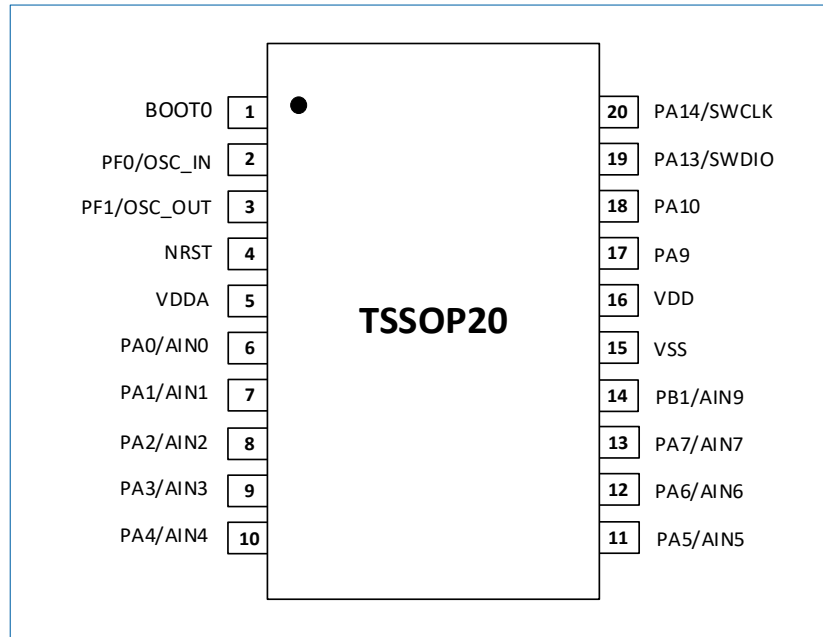 BOOT0 1
PF0/OSC_IN 2
PF1/OSC_OUT 3
NRST 4
VDDA 5
PA0/AIN0 6
PA1/AIN1 7
PA2/AIN2 8
PA3/AIN3 9
PA4/AIN4 10
TSSOP20
20 PA14/SWCLK
19 PA13/SWDIO
18 PA10
17 PA9
16 VDD
15 VSS
14 PB1/AIN9
13 PA7/AIN7
12 PA6/AIN6
11 PA5/AIN5